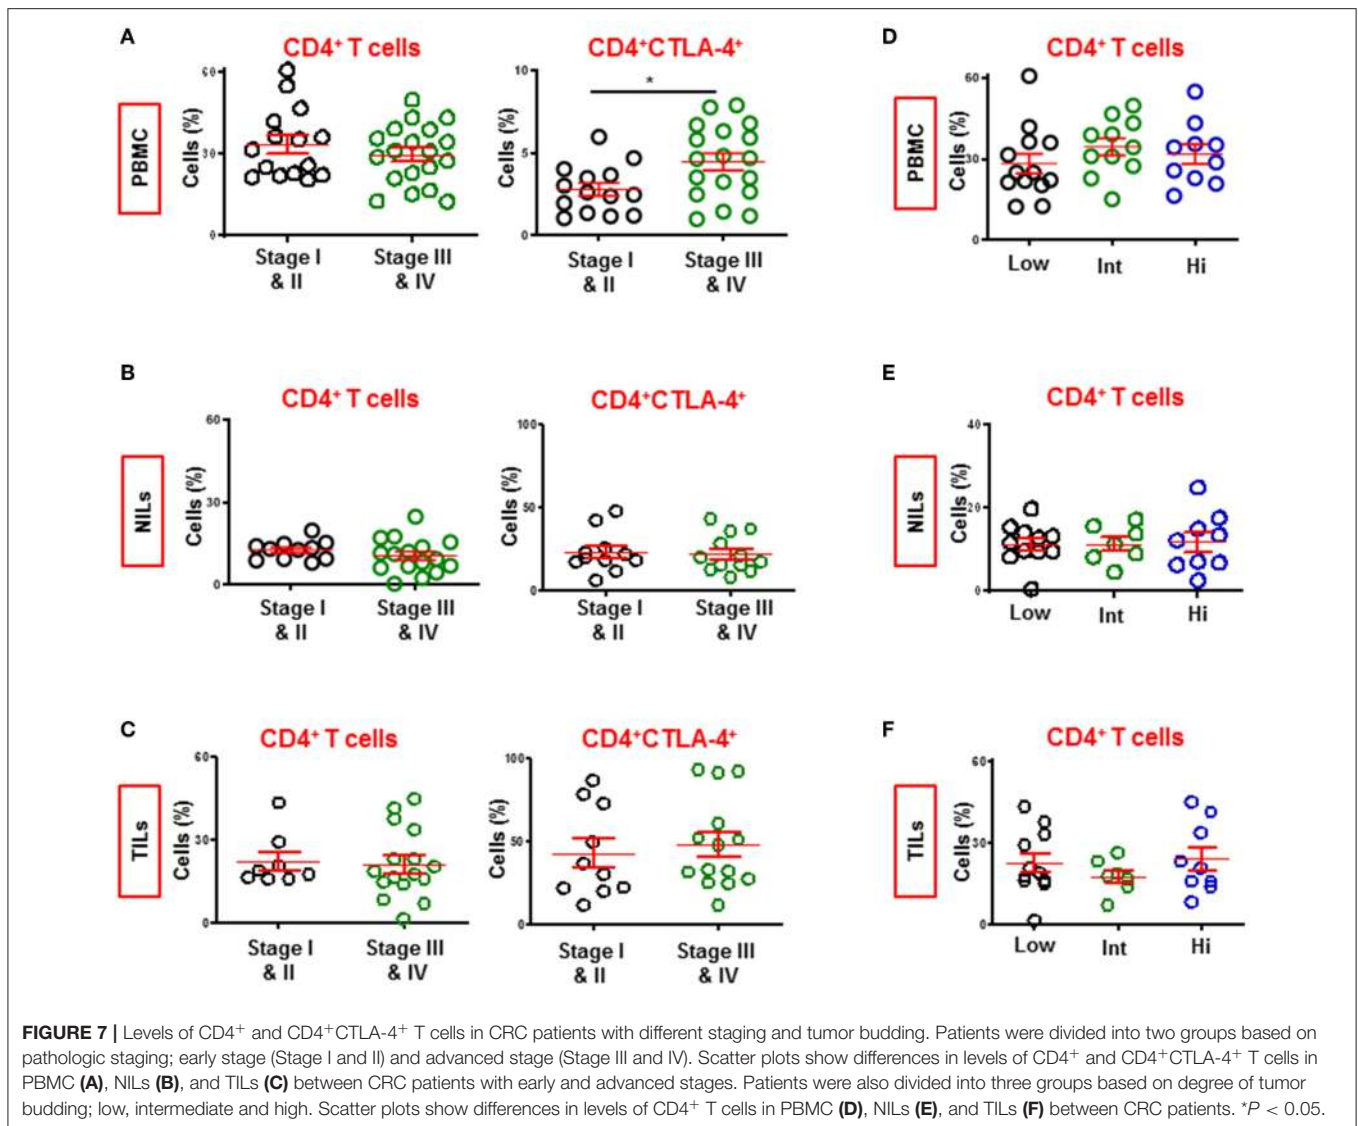 A
CD4⁺ T cells
CD4⁺CTLA-4⁺
PBMC
Cells (%)
60
30
0
Stage I
& II
Stage III
& IV
Cells (%)
10
5
0
*
Stage I
& II
Stage III
& IV
D
CD4⁺ T cells
PBMC
Cells (%)
60
30
0
Low Int Hi
B
CD4⁺ T cells
CD4⁺CTLA-4⁺
NILs
Cells (%)
60
30
0
Stage I
& II
Stage III
& IV
Cells (%)
100
50
0
Stage I
& II
Stage III
& IV
E
CD4⁺ T cells
NILs
Cells (%)
40
20
0
Low Int Hi
C
CD4⁺ T cells
CD4⁺CTLA-4⁺
TILs
Cells (%)
60
30
0
Stage I
& II
Stage III
& IV
Cells (%)
100
50
0
Stage I
& II
Stage III
& IV
F
CD4⁺ T cells
TILs
Cells (%)
60
30
0
Low Int Hi
FIGURE 7 | Levels of CD4⁺ and CD4⁺CTLA-4⁺ T cells in CRC patients with different staging and tumor budding. Patients were divided into two groups based on
pathologic staging; early stage (Stage I and II) and advanced stage (Stage III and IV). Scatter plots show differences in levels of CD4⁺ and CD4⁺CTLA-4⁺ T cells in
PBMC (A), NILs (B), and TILs (C) between CRC patients with early and advanced stages. Patients were also divided into three groups based on degree of tumor
budding; low, intermediate and high. Scatter plots show differences in levels of CD4⁺ T cells in PBMC (D), NILs (E), and TILs (F) between CRC patients. *P < 0.05.